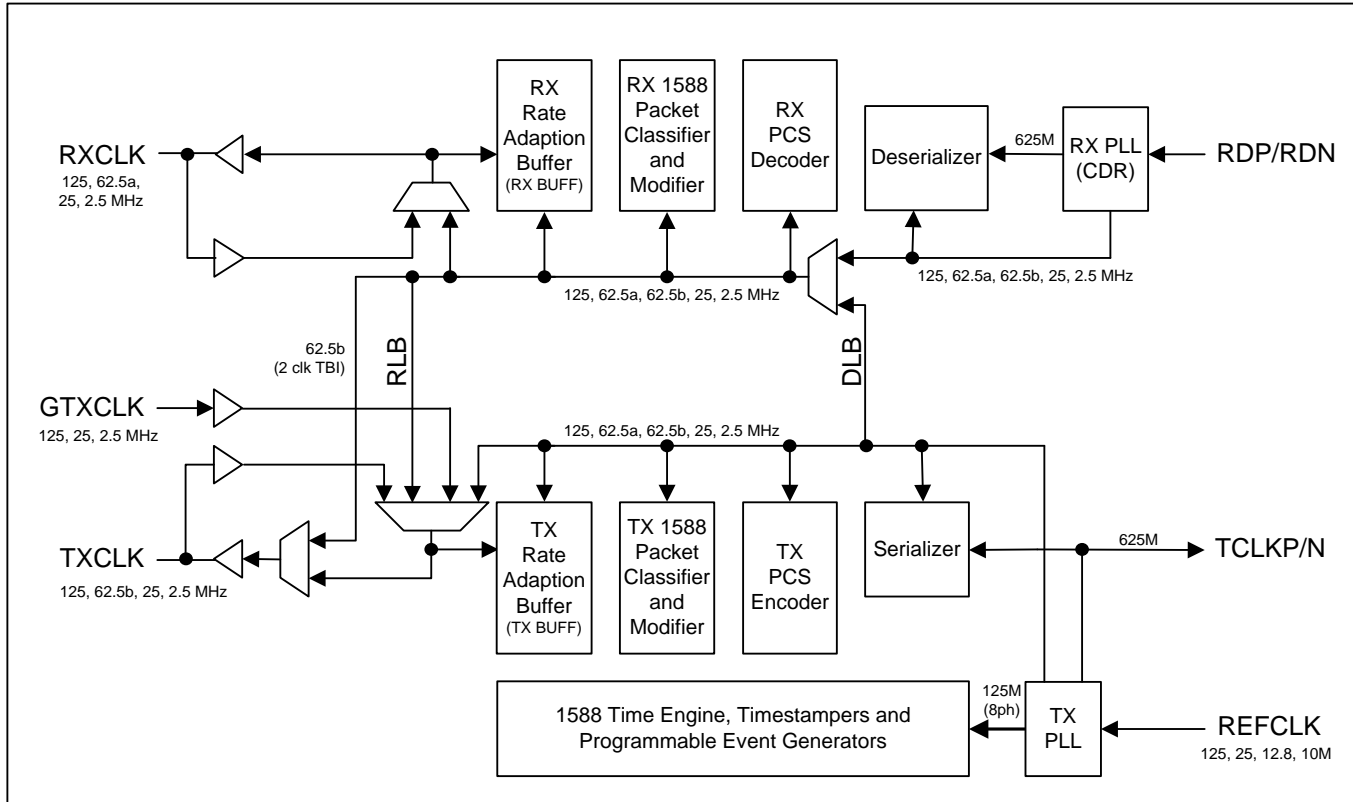 RX
Rate
Adaption
Buffer
(RX BUFF)
RX 1588
Packet
Classifier
and
Modifier
RX
PCS
Decoder
Deserializer
625M
RX PLL
(CDR)
RDP/RDN
RXCLK
125, 62.5a,
25, 2.5 MHz
125, 62.5a, 62.5b, 25, 2.5 MHz
125, 62.5a, 62.5b, 25, 2.5 MHz
62.5b
(2 clk TBI)
RLB
DLB
GTXCLK
125, 25, 2.5 MHz
125, 62.5a, 62.5b, 25, 2.5 MHz
TXCLK
125, 62.5b, 25, 2.5 MHz
TX
Rate
Adaption
Buffer
(TX BUFF)
TX 1588
Packet
Classifier
and
Modifier
TX
PCS
Encoder
Serializer
625M
TCLKP/N
1588 Time Engine, Timestampers and
Programmable Event Generators
125M
(8ph)
TX
PLL
REFCLK
125, 25, 12.8, 10M